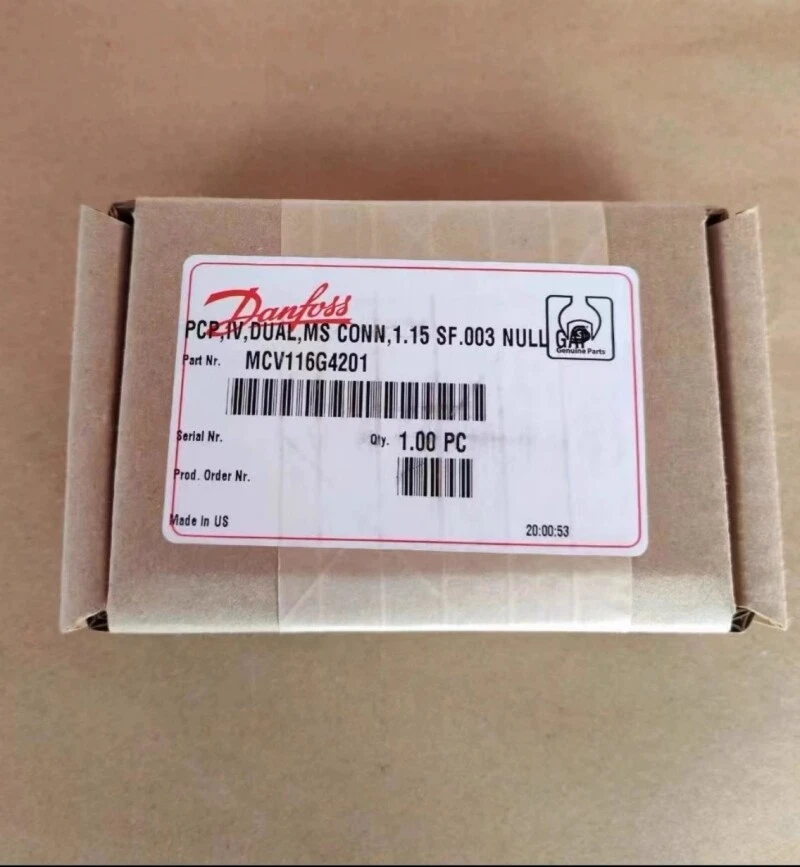 Danfoss
PCP,IV,DUAL,MS CONN,1.15 SF.003 NULL GAP
Genuine Parts
Part Nr. MCV116G4201
Serial Nr.
Qty. 1.00 PC
Prod. Order Nr.
Made In US
20:00:53